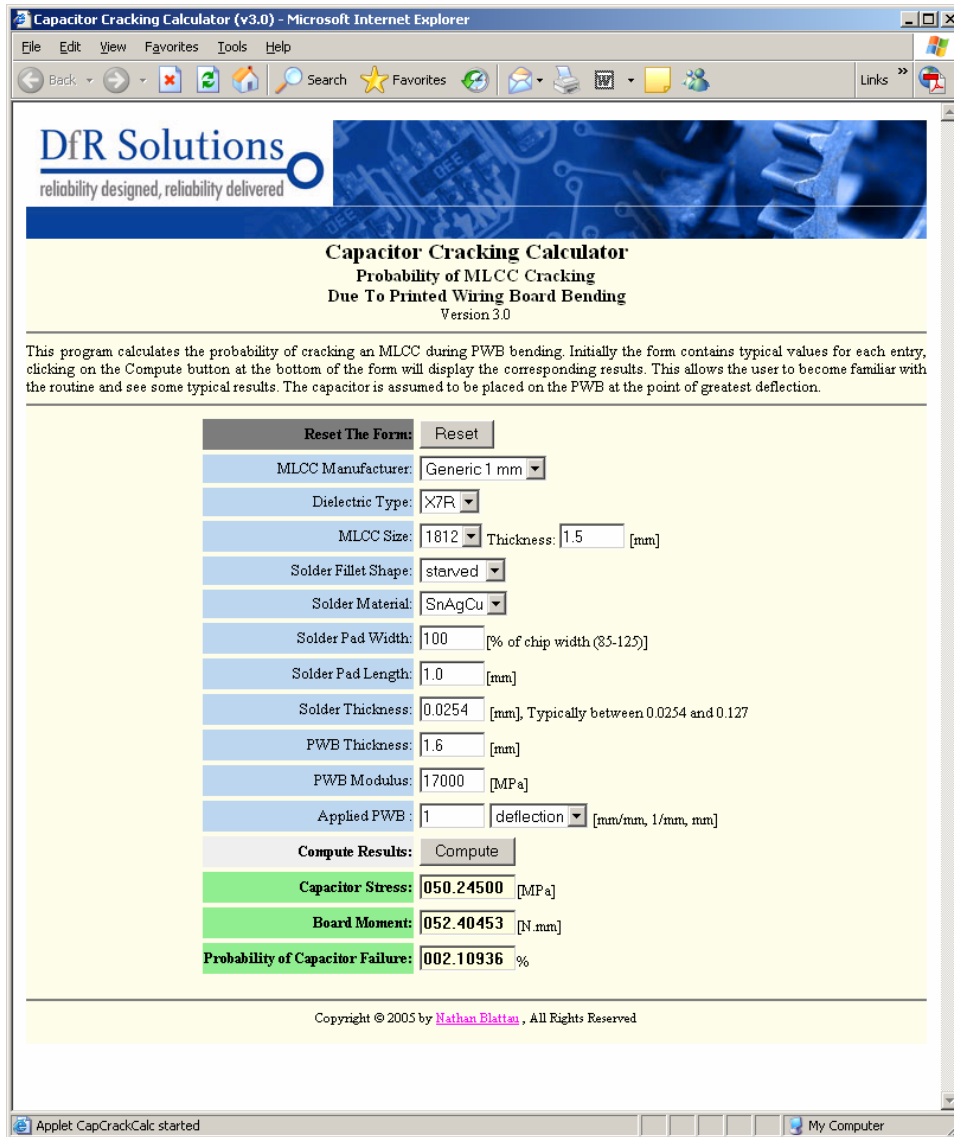 Capacitor Cracking Calculator (v3.0) - Microsoft Internet Explorer
File Edit View Favorites Tools Help
Back Search Favorites Links »
DfR Solutions
reliability designed, reliability delivered
Capacitor Cracking Calculator
Probability of MLCC Cracking
Due To Printed Wiring Board Bending
Version 3.0
This program calculates the probability of cracking an MLCC during PWB bending. Initially the form contains typical values for each entry,
clicking on the Compute button at the bottom of the form will display the corresponding results. This allows the user to become familiar with
the routine and see some typical results. The capacitor is assumed to be placed on the PWB at the point of greatest deflection.
Reset The Form: Reset
MLCC Manufacturer: Generic 1 mm
Dielectric Type: X7R
MLCC Size: 1812 Thickness: 1.5 [mm]
Solder Fillet Shape: starved
Solder Material: SnAgCu
Solder Pad Width: 100 [% of chip width (85-125)]
Solder Pad Length: 1.0 [mm]
Solder Thickness: 0.0254 [mm], Typically between 0.0254 and 0.127
PWB Thickness: 1.6 [mm]
PWB Modulus: 17000 [MPa]
Applied PWB : 1 deflection [mm/mm, 1/mm, mm]
Compute Results: Compute
Capacitor Stress: 050.24500 [MPa]
Board Moment: 052.40453 [N.mm]
Probability of Capacitor Failure: 002.10936 %
Copyright © 2005 by Nathan Blattau , All Rights Reserved
Applet CapCrackCalc started My Computer